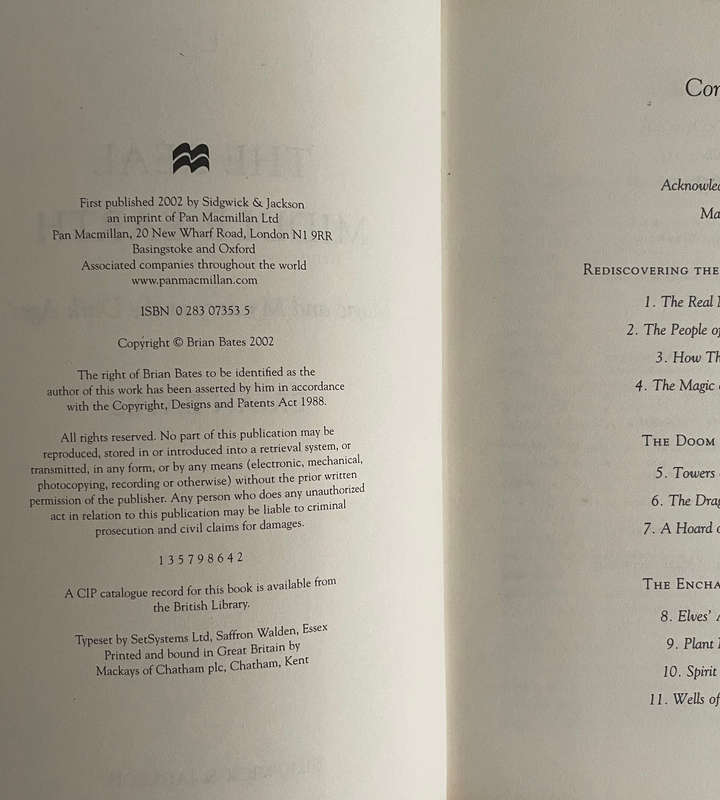 First published 2002 by Sidgwick & Jackson
an imprint of Pan Macmillan Ltd
Pan Macmillan, 20 New Wharf Road, London N1 9RR
Basingstoke and Oxford
Associated companies throughout the world
www.panmacmillan.com
ISBN 0 283 07353 5
Copyright © Brian Bates 2002
The right of Brian Bates to be identified as the
author of this work has been asserted by him in accordance
with the Copyright, Designs and Patents Act 1988.
All rights reserved. No part of this publication may be
reproduced, stored in or introduced into a retrieval system, or
transmitted, in any form, or by any means (electronic, mechanical,
photocopying, recording or otherwise) without the prior written
permission of the publisher. Any person who does any unauthorized
act in relation to this publication may be liable to criminal
prosecution and civil claims for damages.
1 3 5 7 9 8 6 4 2
A CIP catalogue record for this book is available from
the British Library.
Typeset by SetSystems Ltd, Saffron Walden, Essex
Printed and bound in Great Britain by
Mackays of Chatham plc, Chatham, Kent
Con
Acknowled
Ma
REDISCOVERING THE
1. The Real
2. The People of
3. How Th
4. The Magic
THE DOOM
5. Towers
6. The Drag
7. A Hoard o
THE ENCHA
8. Elves'
9. Plant
10. Spirit
11. Wells of